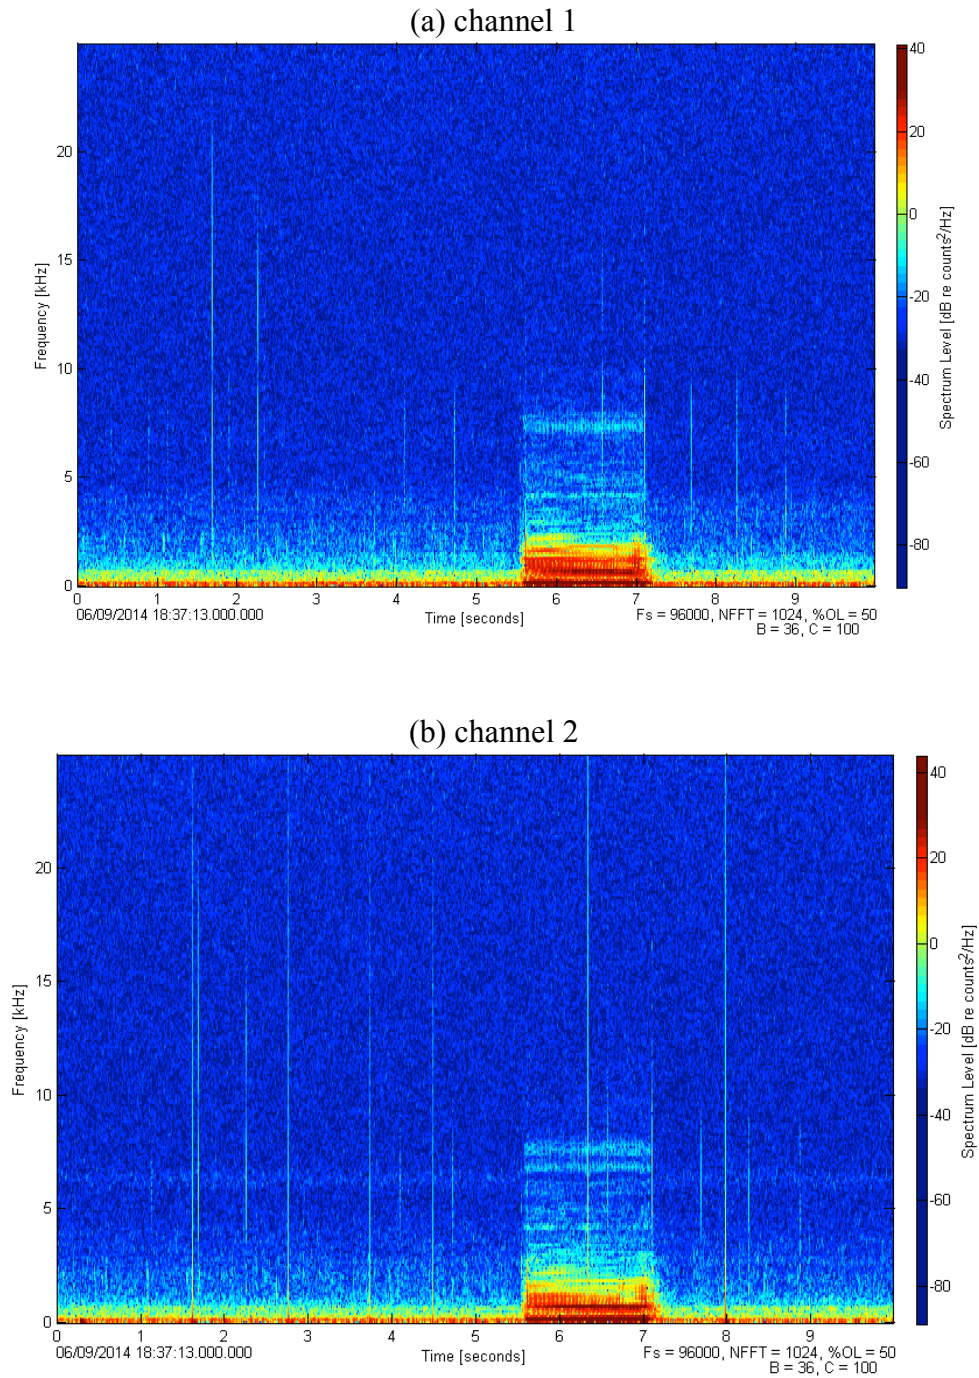 (a) channel 1
40
20
0
-20
-40
-60
-80
Spectrum Level [dB re counts²/Hz]
20
15
10
5
0
Frequency [kHz]
0 1 2 3 4 5 6 7 8 9
06/09/2014 18:37:13.000.000
Time [seconds]
Fs = 96000, NFFT = 1024, %OL = 50
B = 36, C = 100
(b) channel 2
40
20
0
-20
-40
-60
-80
Spectrum Level [dB re counts²/Hz]
20
15
10
5
0
Frequency [kHz]
0 1 2 3 4 5 6 7 8 9
06/09/2014 18:37:13.000.000
Time [seconds]
Fs = 96000, NFFT = 1024, %OL = 50
B = 36, C = 100